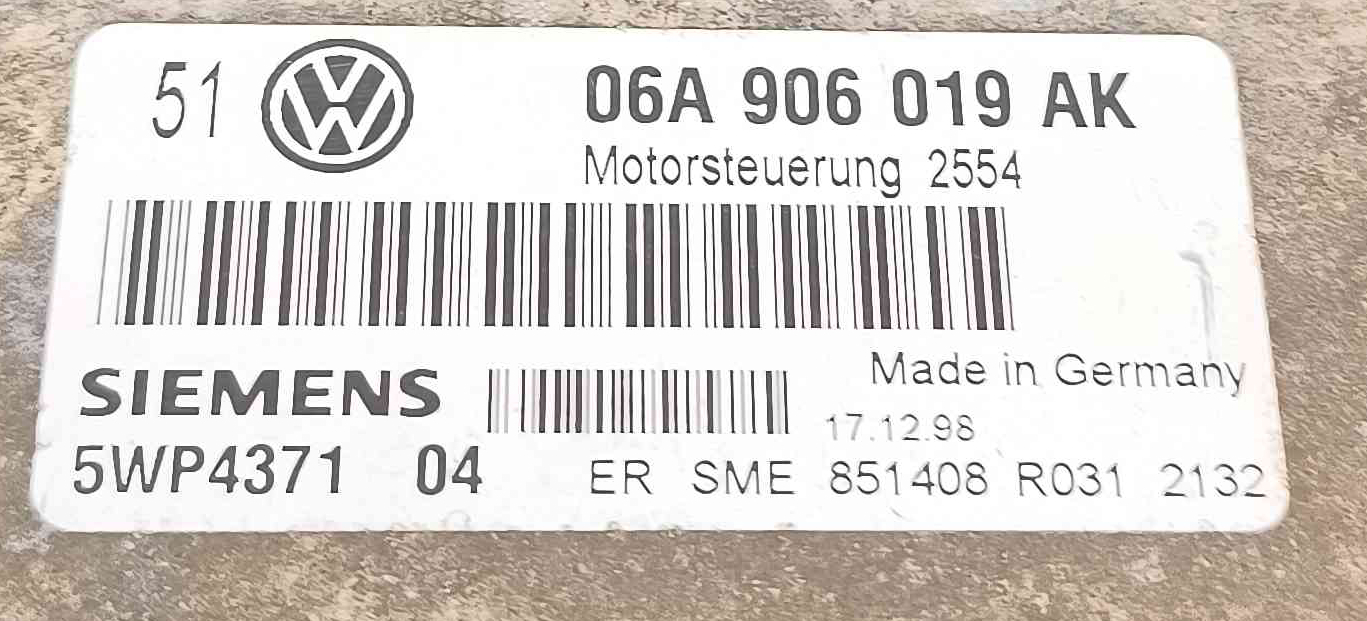 51 VW 06A 906 019 AK
Motorsteuerung 2554
Made in Germany
SIEMENS
17.12.98
5WP4371 04 ER SME 851408 R031 2132